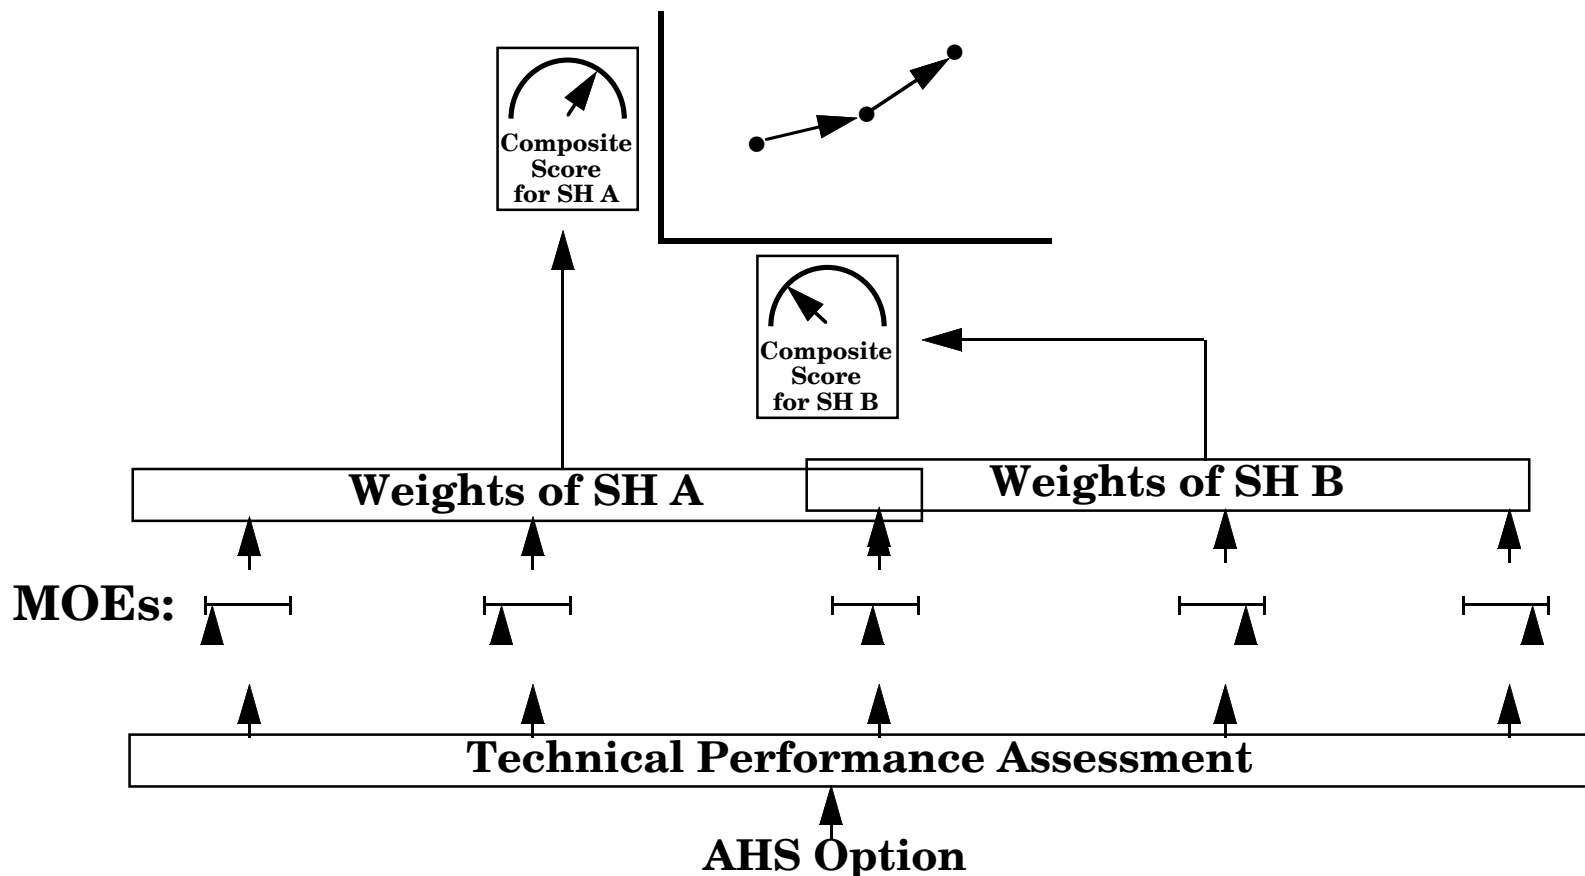 Composite
Score
for SH A
Composite
Score
for SH B
Weights of SH A
Weights of SH B
MOEs:
Technical Performance Assessment
AHS Option